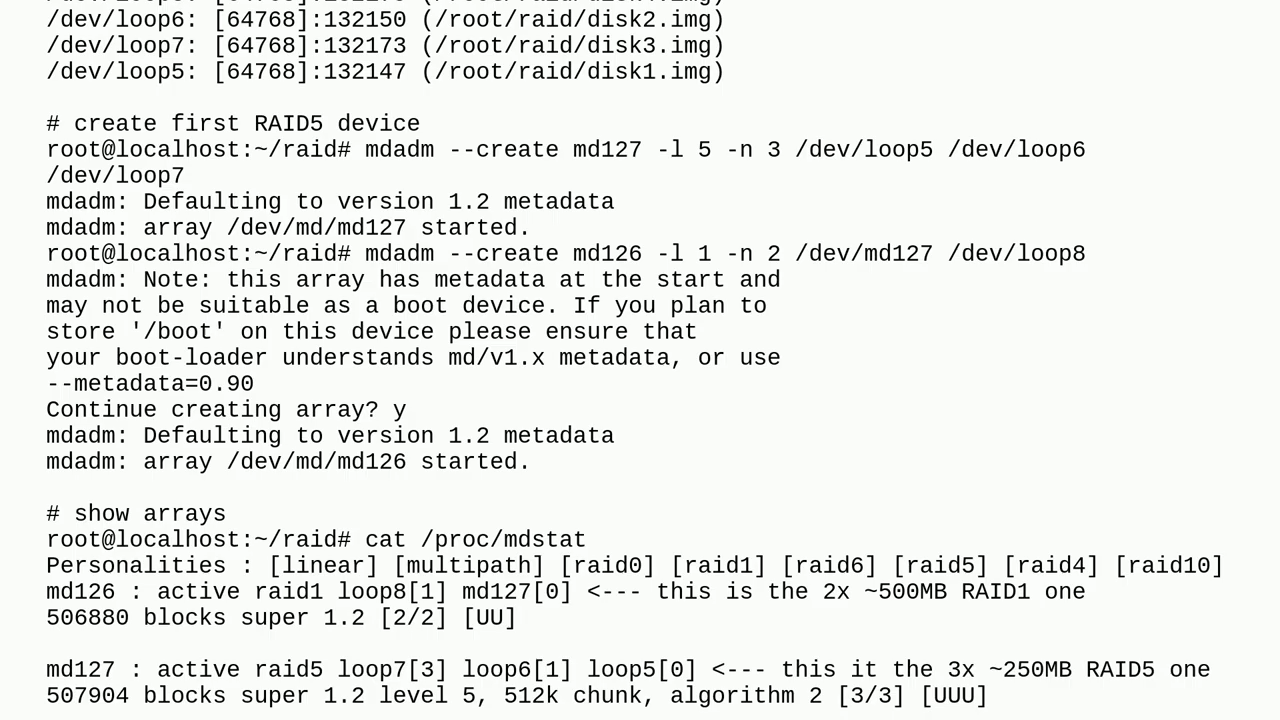 /dev/loop6: [64768]:132150 (/root/raid/disk2.img)
/dev/loop7: [64768]:132173 (/root/raid/disk3.img)
/dev/loop5: [64768]:132147 (/root/raid/disk1.img)

# create first RAID5 device
root@localhost:~/raid# mdadm --create md127 -l 5 -n 3 /dev/loop5 /dev/loop6
/dev/loop7
mdadm: Defaulting to version 1.2 metadata
mdadm: array /dev/md/md127 started.
root@localhost:~/raid# mdadm --create md126 -l 1 -n 2 /dev/md127 /dev/loop8
mdadm: Note: this array has metadata at the start and
may not be suitable as a boot device. If you plan to
store '/boot' on this device please ensure that
your boot-loader understands md/v1.x metadata, or use
--metadata=0.90
Continue creating array? y
mdadm: Defaulting to version 1.2 metadata
mdadm: array /dev/md/md126 started.

# show arrays
root@localhost:~/raid# cat /proc/mdstat
Personalities : [linear] [multipath] [raid0] [raid1] [raid6] [raid5] [raid4] [raid10]
md126 : active raid1 loop8[1] md127[0] <--- this is the 2x ~500MB RAID1 one
506880 blocks super 1.2 [2/2] [UU]

md127 : active raid5 loop7[3] loop6[1] loop5[0] <--- this it the 3x ~250MB RAID5 one
507904 blocks super 1.2 level 5, 512k chunk, algorithm 2 [3/3] [UUU]